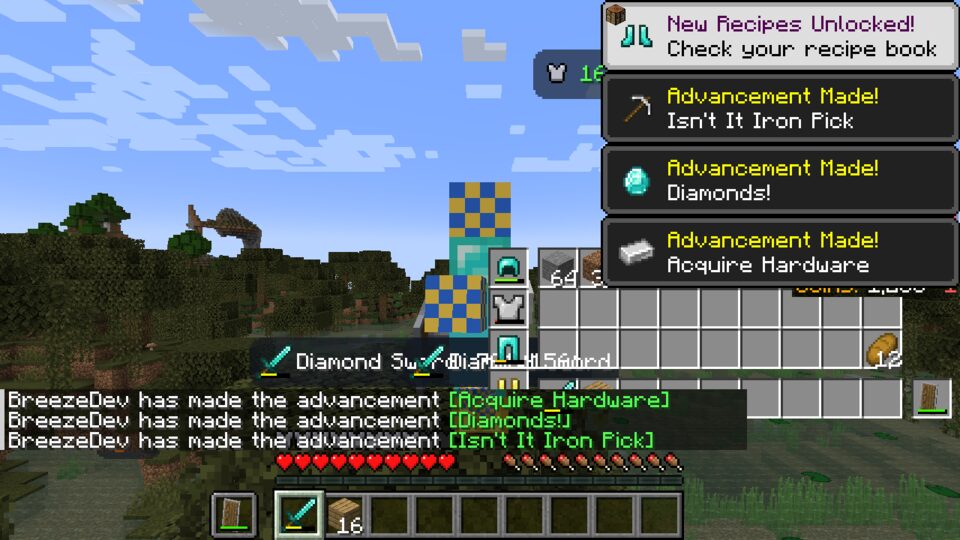 New Recipes Unlocked!
Check your recipe book
16
Advancement Made!
Isn't It Iron Pick
Advancement Made!
Diamonds!
Advancement Made!
Acquire Hardware
64
12
Diamond
BreezeDev has made the advancement [Acquire Hardware]
BreezeDev has made the advancement [Diamonds!]
BreezeDev has made the advancement [Isn't It Iron Pick]
16